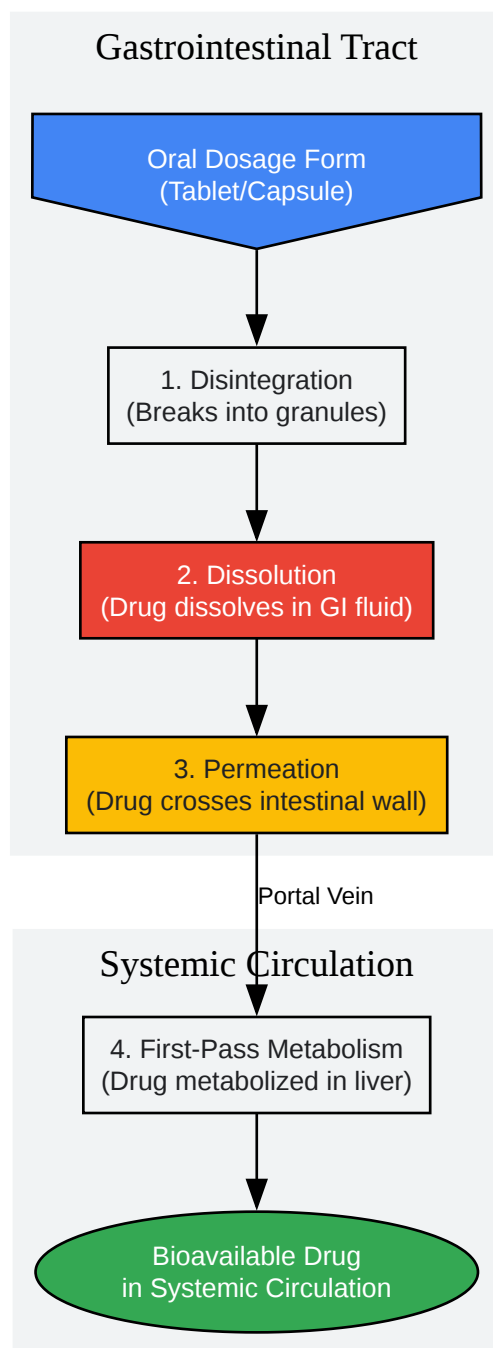 Gastrointestinal Tract
Oral Dosage Form
(Tablet/Capsule)
1. Disintegration
(Breaks into granules)
2. Dissolution
(Drug dissolves in GI fluid)
3. Permeation
(Drug crosses intestinal wall)
Portal Vein
Systemic Circulation
4. First-Pass Metabolism
(Drug metabolized in liver)
Bioavailable Drug
in Systemic Circulation